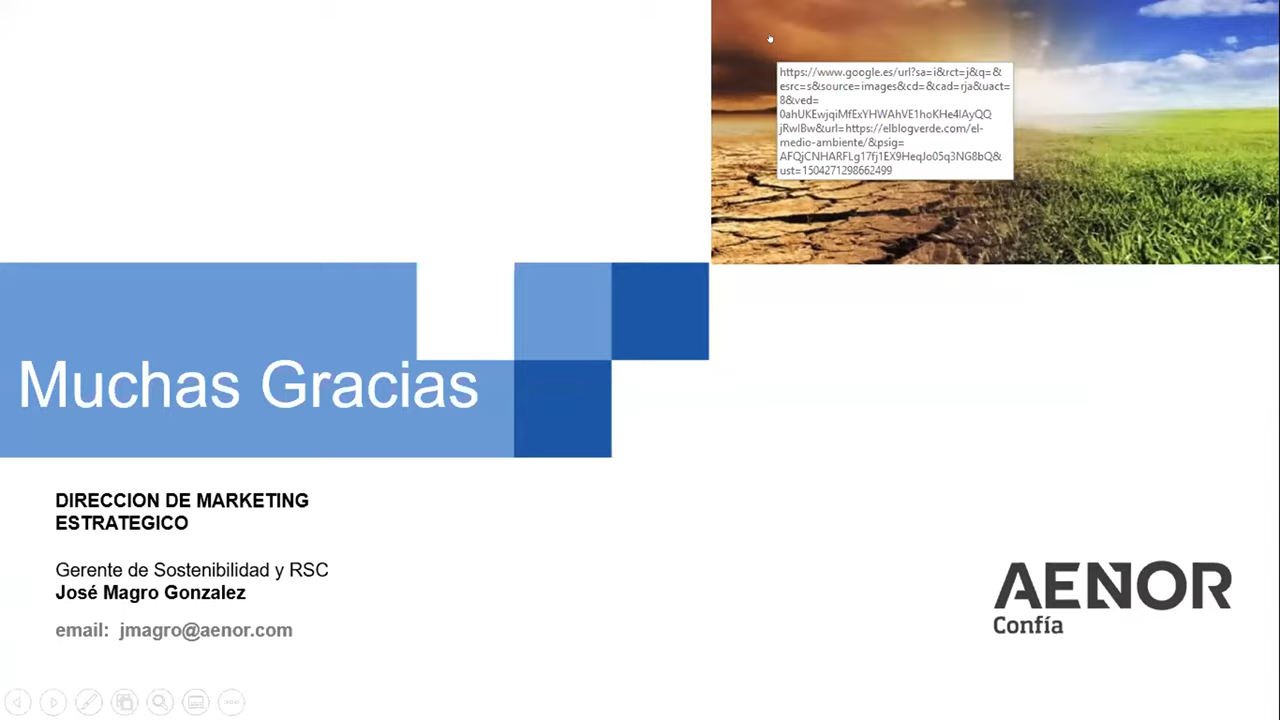 https://www.google.es/url?sa=i&rct=j&q=&
esrc=s&source=images&cd=&cad=rja&uact=
8&ved=
0ahUKEwjqiMfExYHWAhVE1hoKHe4IAyQQ
jRwIBw&url=https://elblogverde.com/el-
medio-ambiente/&psig=
AFQjCNHARFLg17fj1EX9HeqJo05q3NG8bQ&
ust=1504271298662499
Muchas Gracias
DIRECCION DE MARKETING
ESTRATEGICO
Gerente de Sostenibilidad y RSC
José Magro Gonzalez
email: jmagro@aenor.com
AENOR
Confía